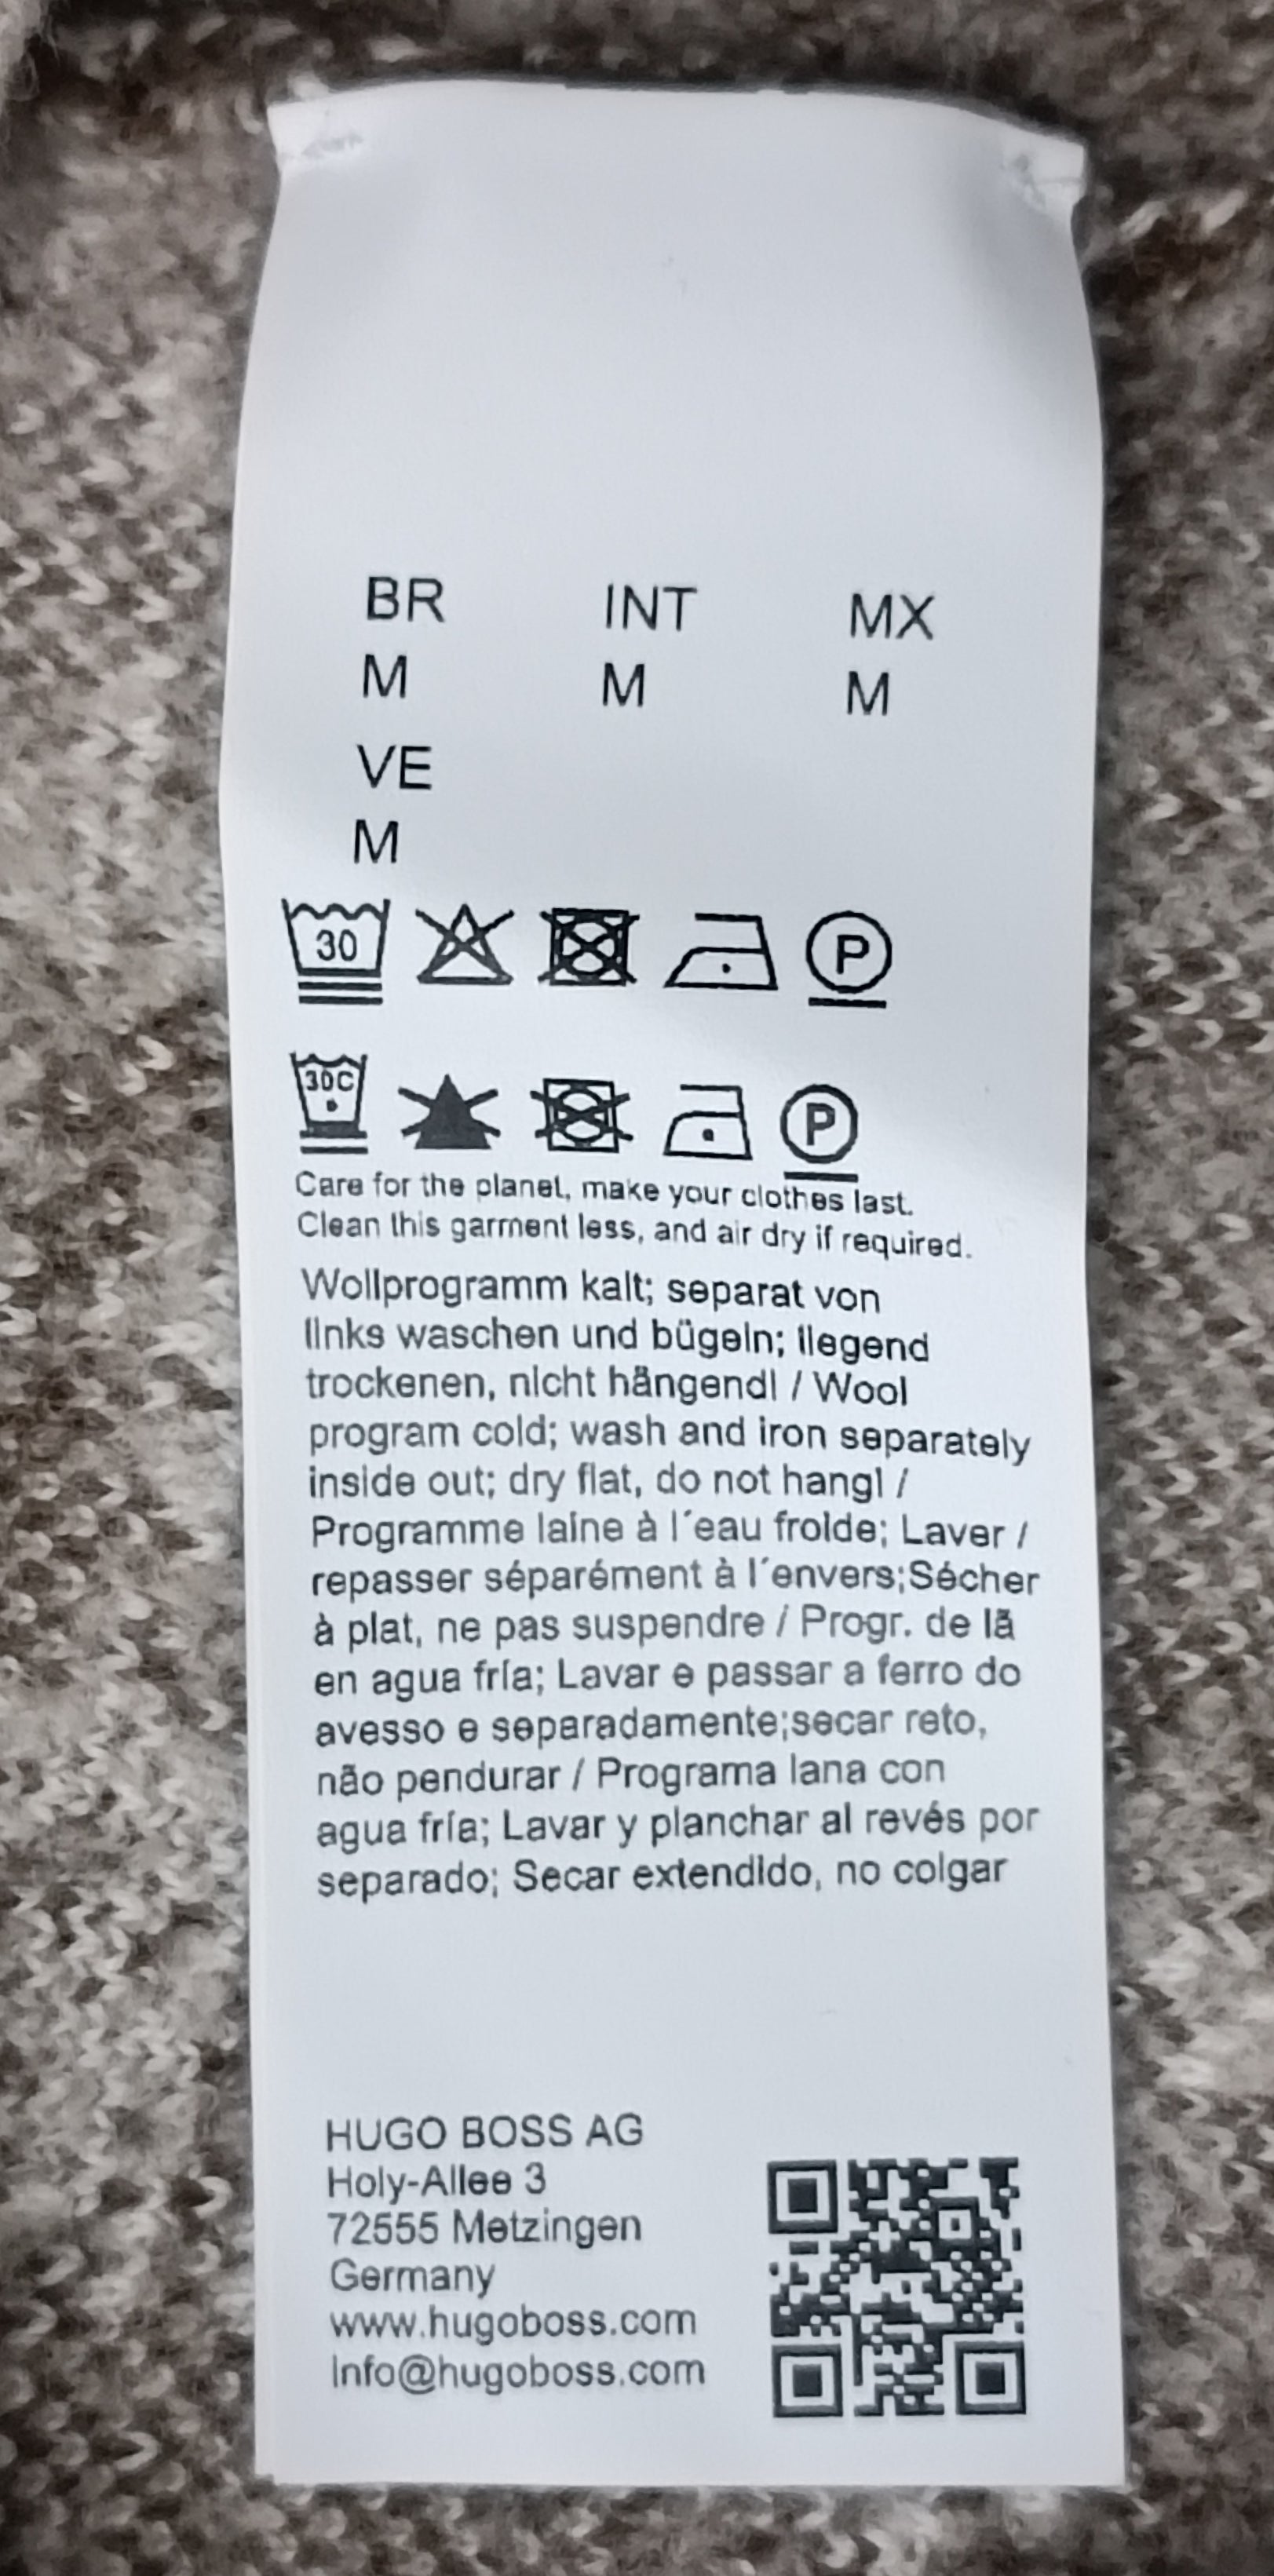 BR INT MX
M M M
VE
M
30 P
30C P
Care for the planet, make your clothes last.
Clean this garment less, and air dry if required.
Wollprogramm kalt; separat von
links waschen und bügeln; liegend
trockenen, nicht hängend! / Wool
program cold; wash and iron separately
inside out; dry flat, do not hang! /
Programme laine à l´eau froide; Laver /
repasser séparément à l´envers;Sécher
à plat, ne pas suspendre / Progr. de lã
en agua fría; Lavar e passar a ferro do
avesso e separadamente;secar reto,
não pendurar / Programa lana con
agua fría; Lavar y planchar al revés por
separado; Secar extendido, no colgar
HUGO BOSS AG
Holy-Allee 3
72555 Metzingen
Germany
www.hugoboss.com
Info@hugoboss.com